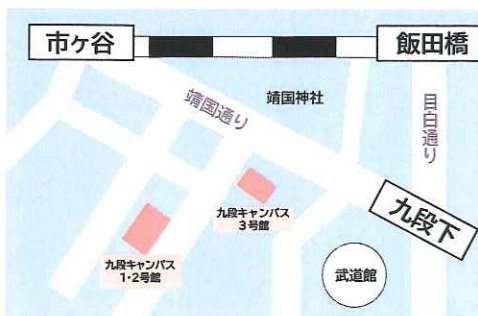 市ヶ谷
飯田橋
靖国通り
靖国神社
目白通り
九段キャンパス
3号館
九段下
九段キャンパス
1・2号館
武道館